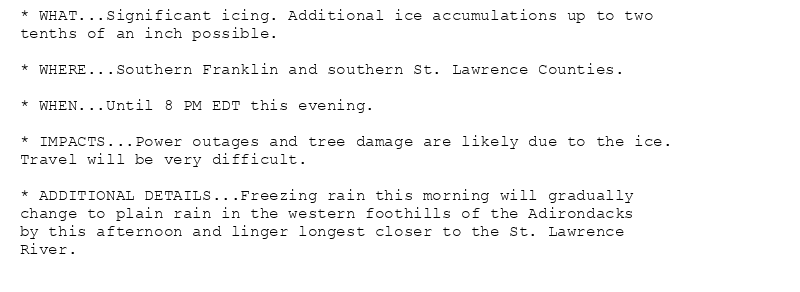 * WHAT...Significant icing. Additional ice accumulations up to two
tenths of an inch possible.
* WHERE...Southern Franklin and southern St. Lawrence Counties.
* WHEN...Until 8 PM EDT this evening.
* IMPACTS...Power outages and tree damage are likely due to the ice.
Travel will be very difficult.
* ADDITIONAL DETAILS...Freezing rain this morning will gradually
change to plain rain in the western foothills of the Adirondacks
by this afternoon and linger longest closer to the St. Lawrence
River.